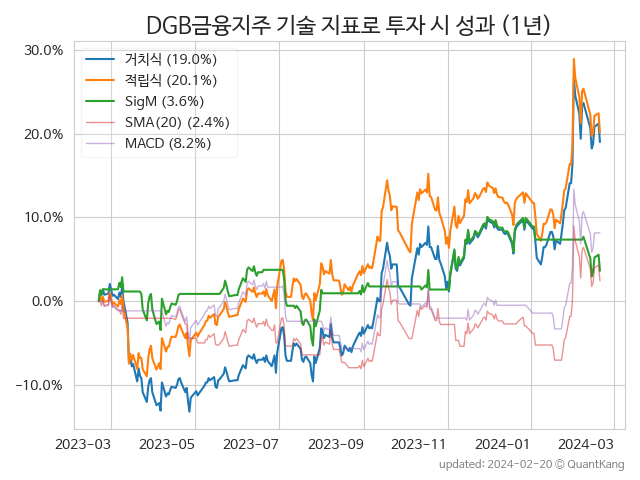 DGB금융지주 기술 지표로 투자 시 성과 (1년)
30.0%
20.0%
10.0%
0.0%
−10.0%
거치식 (19.0%)
적립식 (20.1%)
SigM (3.6%)
SMA(20) (2.4%)
MACD (8.2%)
2023-03
2023-05
2023-07
2023-09
2023-11
2024-01
2024-03
updated: 2024-02-20 © QuantKang